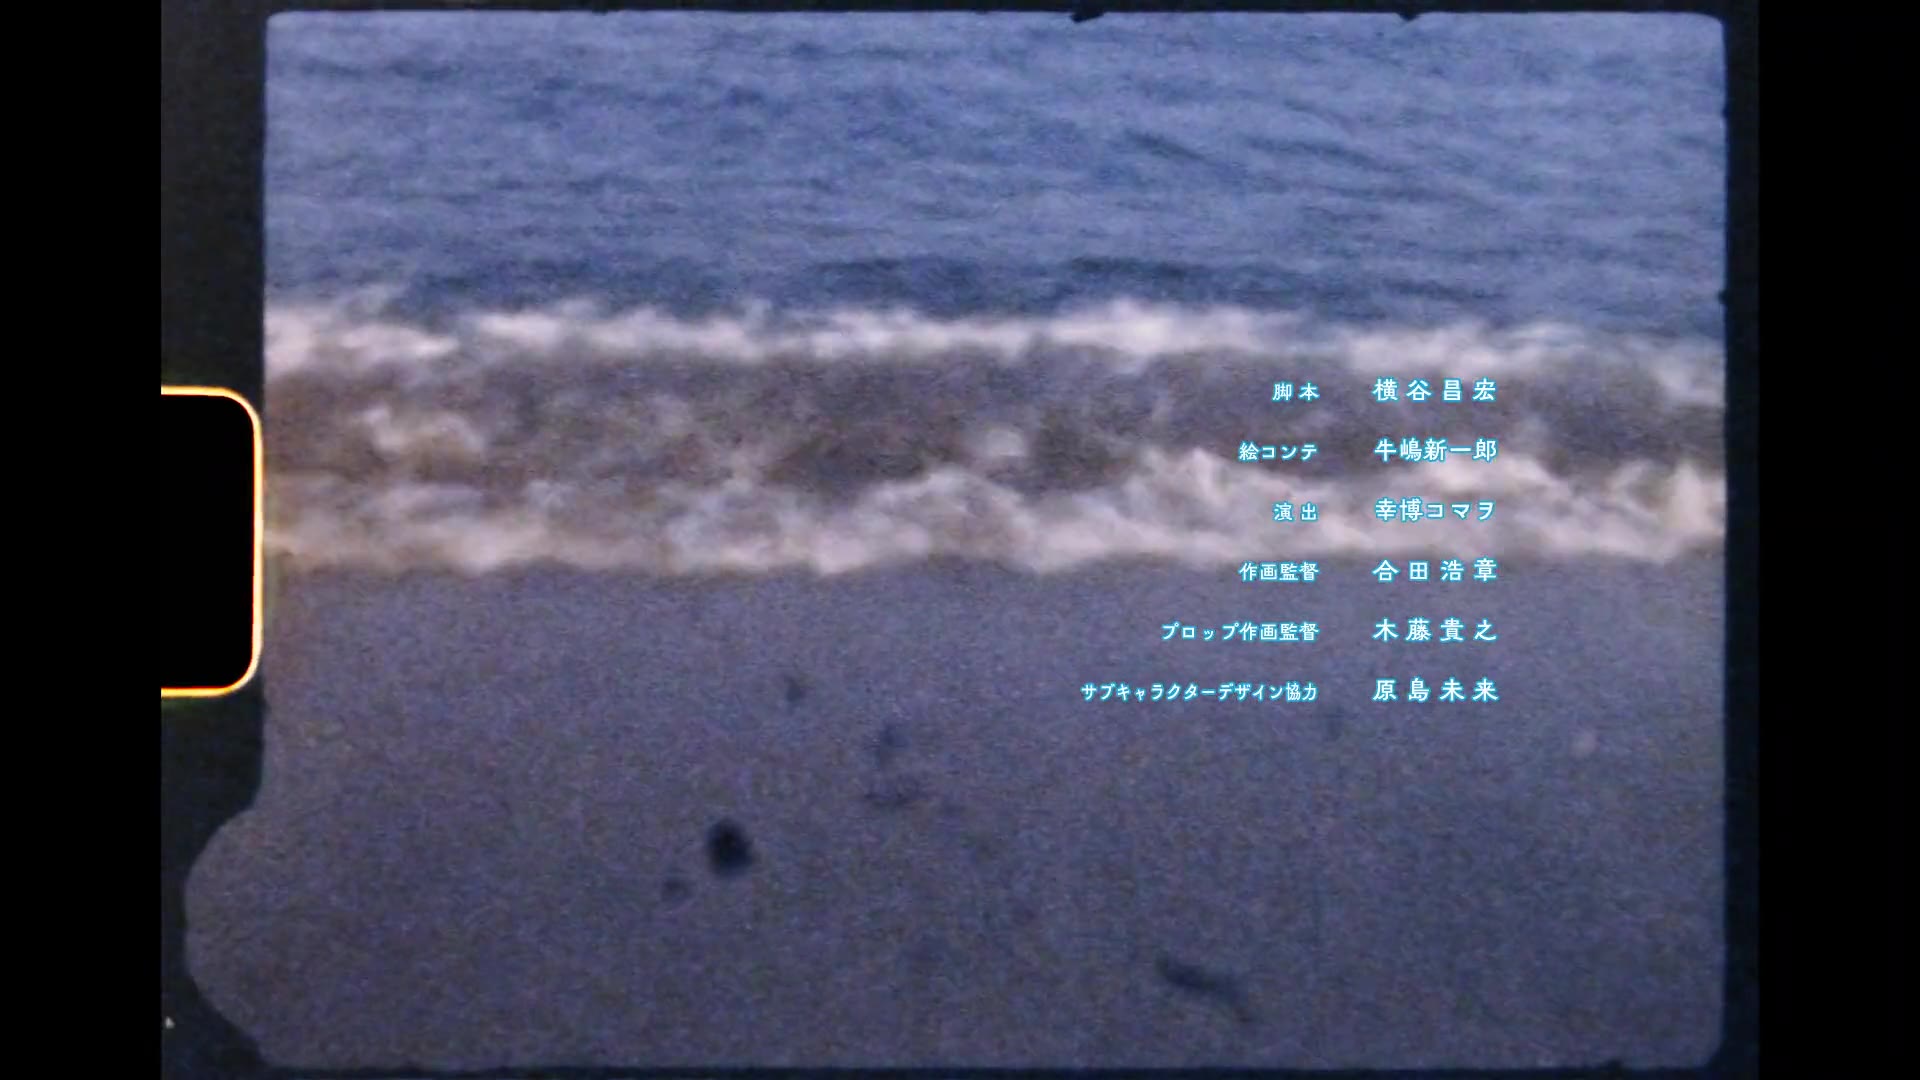 脚本 横谷昌宏
絵コンテ 牛嶋新一郎
演出 幸博コマヲ
作画監督 合田浩章
プロップ作画監督 木藤貴之
サブキャラクターデザイン協力 原島未来